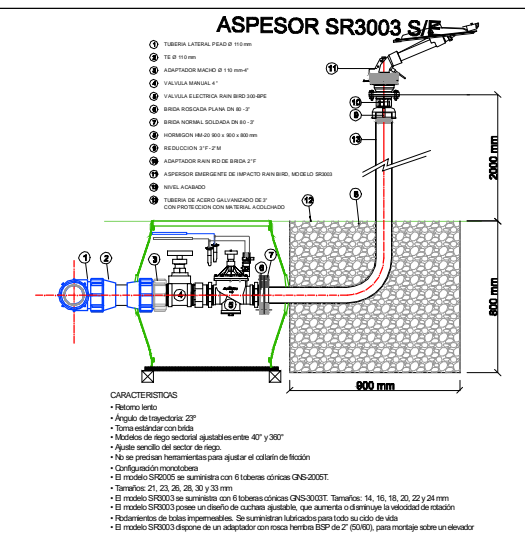 ASPESOR SR3003 S/E
1 TUBERIA LATERAL PEAD Ø 110 mm
2 TE Ø 110 mm
3 ADAPTADOR MACHO Ø 110 mm-4"
4 VALVULA MANUAL 4"
5 VALVULA ELECTRICA RAIN BIRD 300-BPE
6 BRIDA ROSCADA PLANA DN 80 - 3"
7 BRIDA NORMAL SOLDADA DN 80 - 3"
8 HORMIGON HM-20 900 x 900 x 800 mm
9 REDUCCION 3"F - 2"M
10 ADAPTADOR RAIN IRD DE BRIDA 2"F
11 ASPERSOR EMERGENTE DE IMPACTO RAIN BIRD, MODELO SR3003
12 NIVEL ACABADO
13 TUBERIA DE ACERO GALVANIZADO DE 3"
CON PROTECCION CON MATERIAL ACOLCHADO
11
10
9
13
2000 mm
12
8
1
2
3
4
5
6
7
800 mm
900 mm
CARACTERISTICAS
• Retorno lento
• Ángulo de trayectoria: 23º
• Toma estándar con brida
• Modelos de riego sectorial ajustables entre 40° y 360°
• Ajuste sencillo del sector de riego.
• No se precisan herramientas para ajustar el collarín de fricción
• Configuración monotobera
• El modelo SR2005 se suministra con 6 toberas cónicas GNS-2005T.
• Tamaños: 21, 23, 26, 28, 30 y 33 mm
• El modelo SR3003 se suministra con 6 toberas cónicas GNS-3003T. Tamaños: 14, 16, 18, 20, 22 y 24 mm
• El modelo SR3003 posee un diseño de cuchara ajustable, que aumenta o disminuye la velocidad de rotación
• Rodamientos de bolas impermeables. Se suministran lubricados para todo su ciclo de vida
• El modelo SR3003 dispone de un adaptador con rosca hembra BSP de 2" (50/60), para montaje sobre un elevador